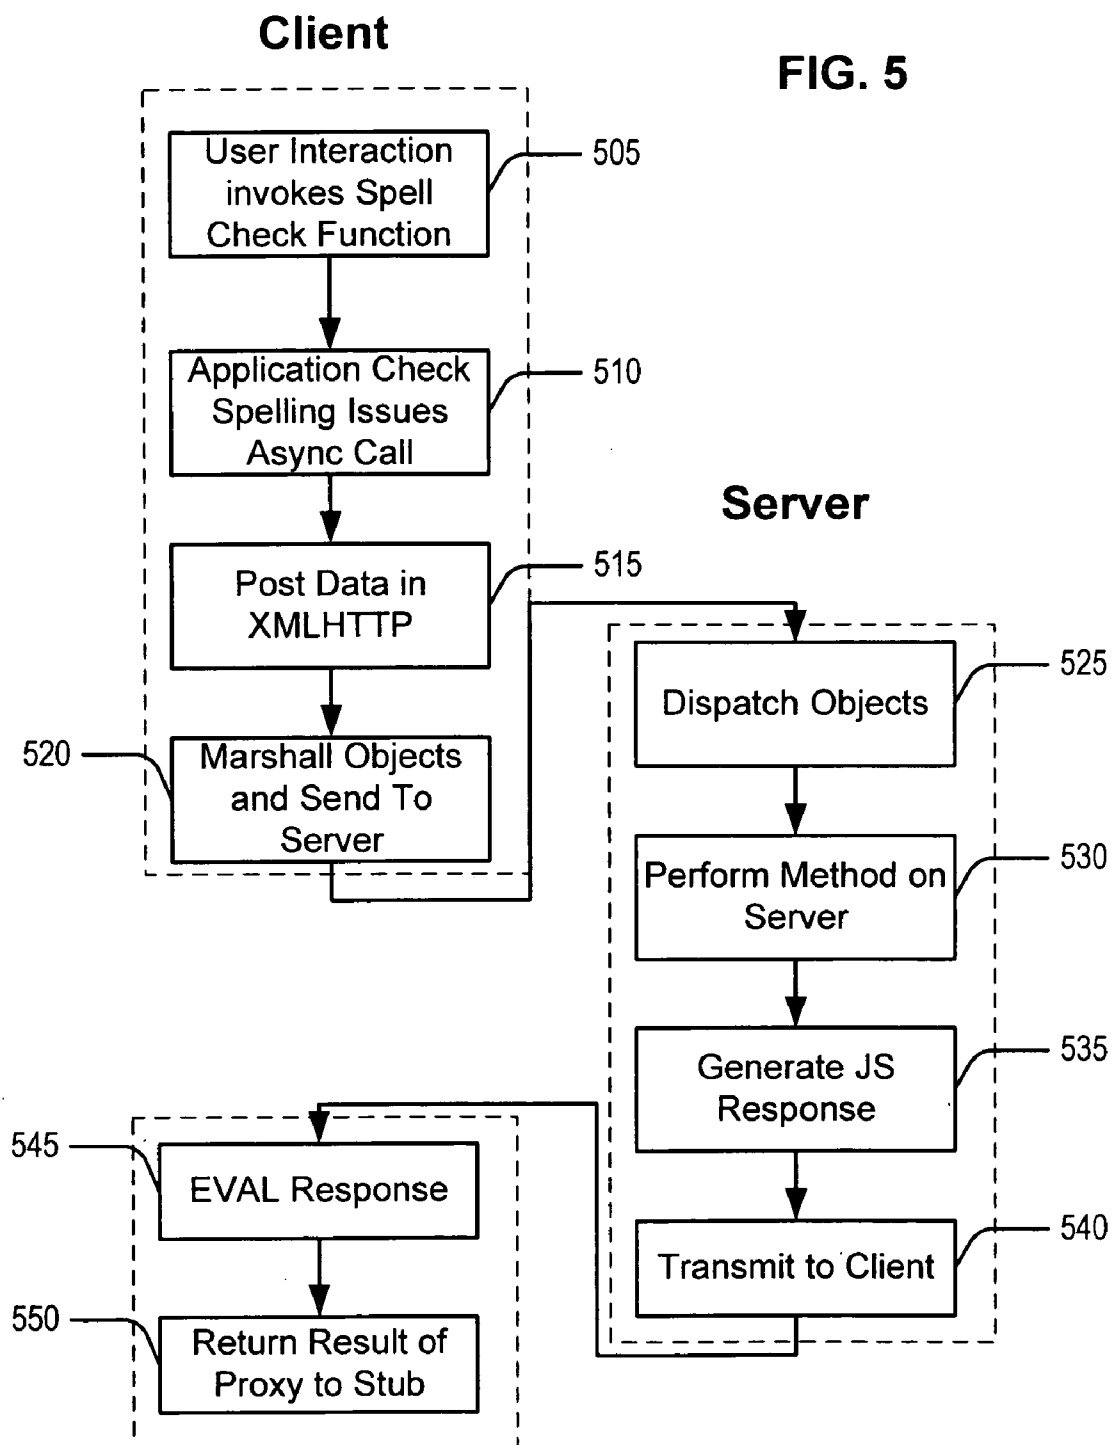 Client
FIG. 5
User Interaction
invokes Spell
Check Function
505
Application Check
Spelling Issues
Async Call
510
Post Data in
XMLHTTP
515
520
Marshall Objects
and Send To
Server
Server
Dispatch Objects
525
Perform Method on
Server
530
Generate JS
Response
535
Transmit to Client
540
545
EVAL Response
550
Return Result of
Proxy to Stub